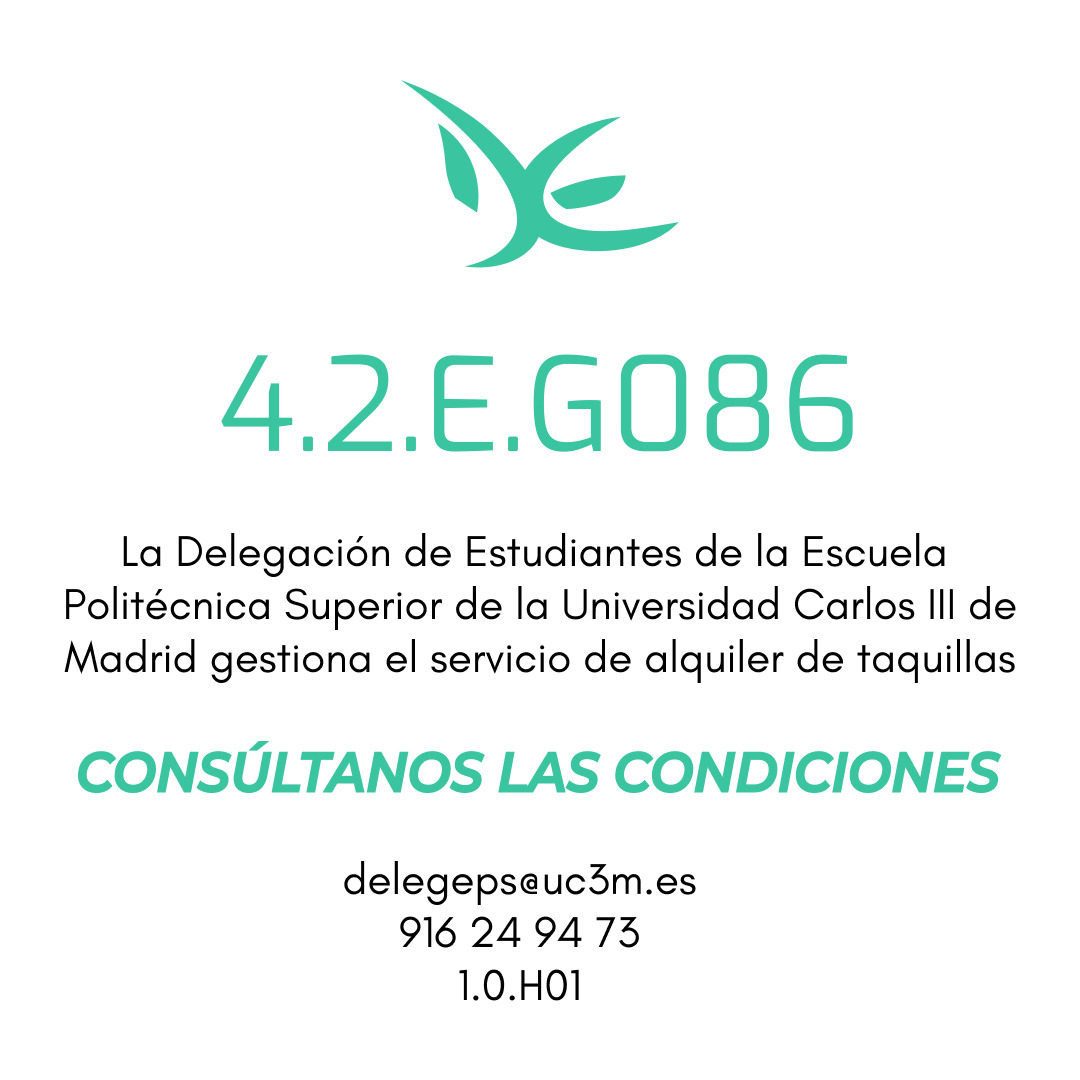 4.2.E.G086
La Delegación de Estudiantes de la Escuela
Politécnica Superior de la Universidad Carlos III de
Madrid gestiona el servicio de alquiler de taquillas
CONSÚLTANOS LAS CONDICIONES
delegeps@uc3m.es
916 24 94 73
1.0.H01